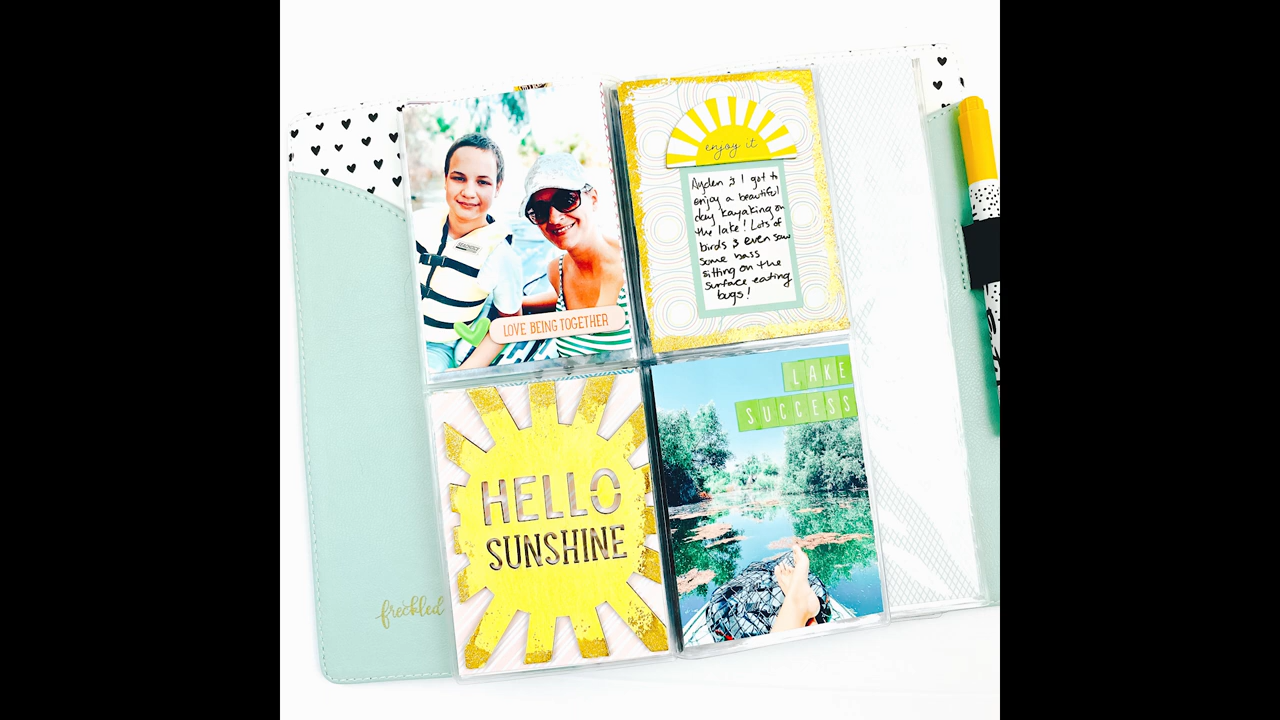 LOVE BEING TOGETHER
enjoy it
Ayden & I got to
enjoy a beautiful
day kayaking on
the lake! Lots of
birds & even saw
some bass
sitting on the
surface eating
bugs!
HELLO
SUNSHINE
LAKE
SUCCESS
freckled